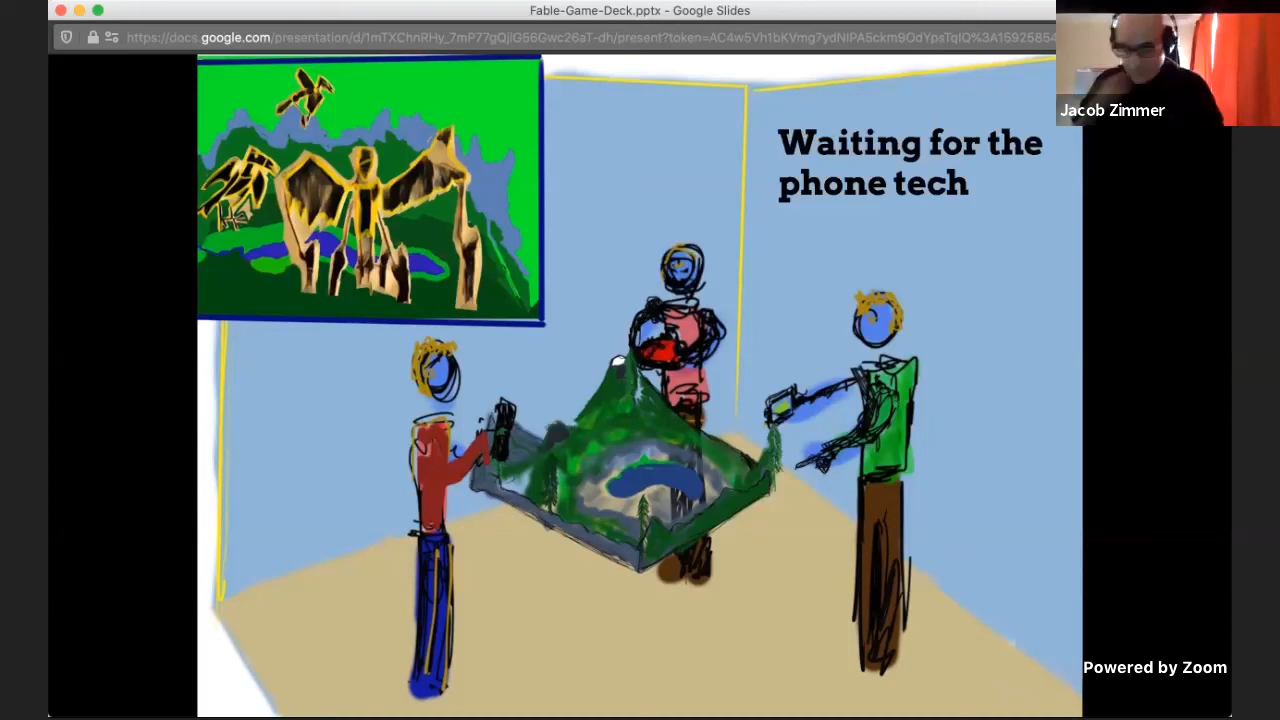 Fable-Game-Deck.pptx - Google Slides
Jacob Zimmer
Waiting for the
phone tech
Powered by Zoom